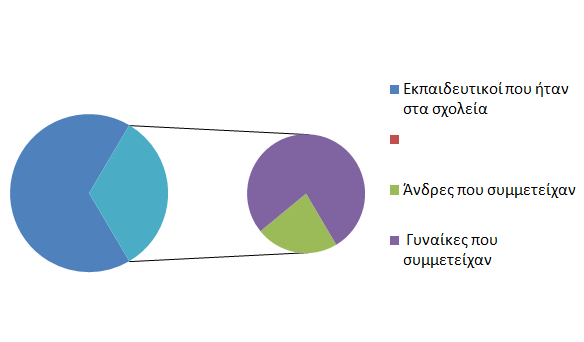 Εκπαιδευτικοί που ήταν
στα σχολεία
Άνδρες που συμμετείχαν
Γυναίκες που
συμμετείχαν